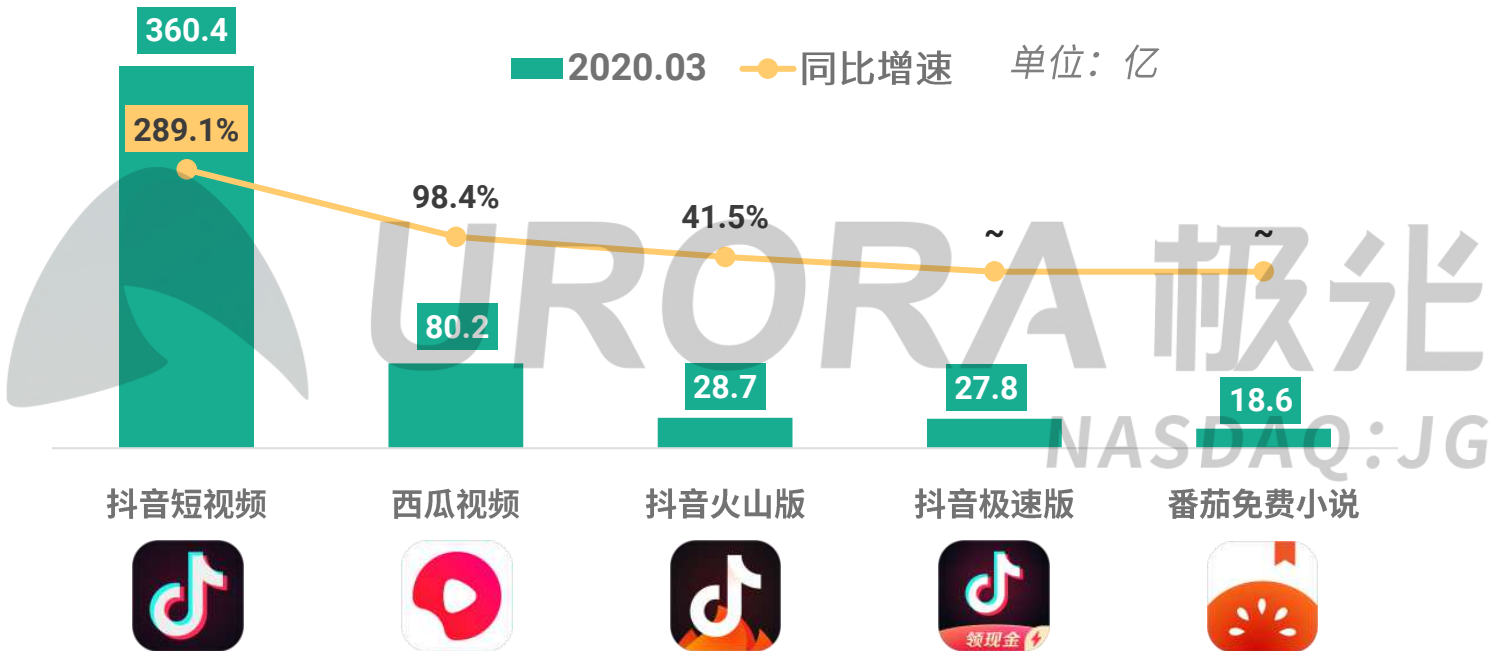 360.4
2020.03 同比增速 单位：亿
289.1%
98.4%
41.5%
~
~
80.2
28.7
27.8
18.6
URORA 极光
NASDAQ:JG
抖音短视频 西瓜视频 抖音火山版 抖音极速版 番茄免费小说
领现金